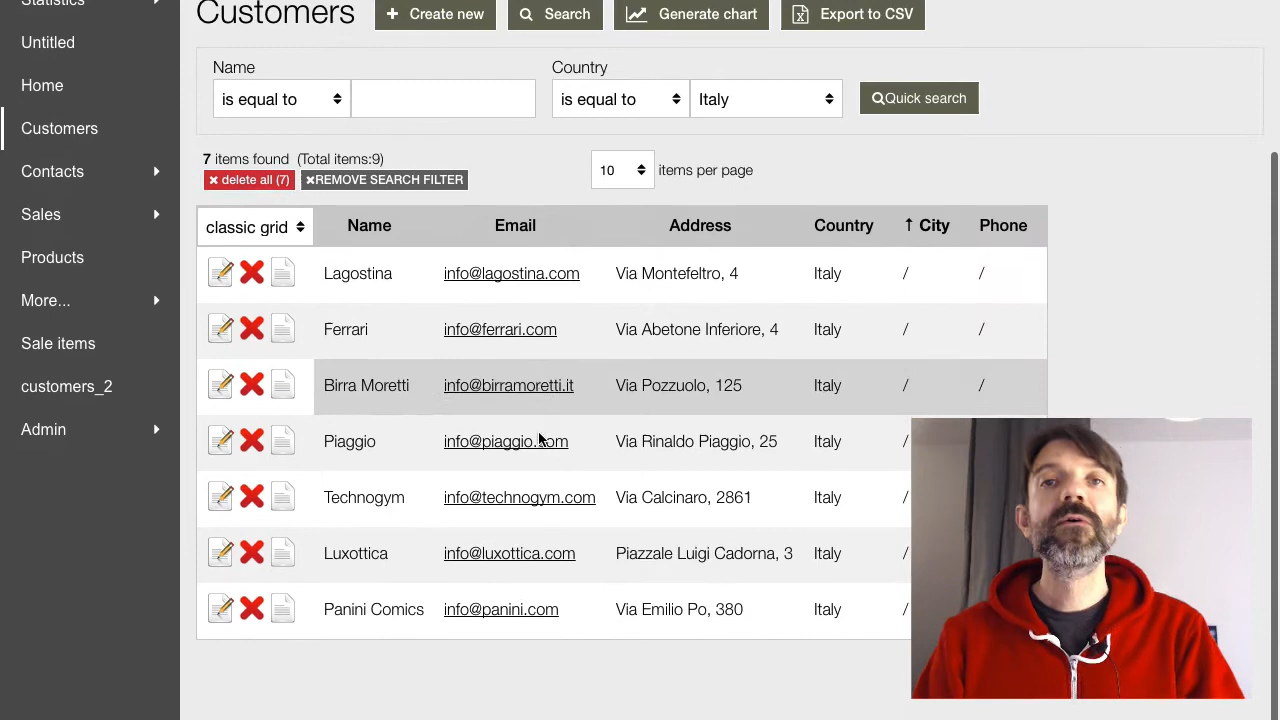 Statistics
Untitled
Home
Customers
Contacts
Sales
Products
More...
Sale items
customers_2
Admin
Customers
Create new
Search
Generate chart
Export to CSV
Name
Country
is equal to
is equal to
Italy
Quick search
7 items found (Total items:9)
delete all (7)
REMOVE SEARCH FILTER
10
items per page
classic grid Name Email Address Country ↑ City Phone
Lagostina info@lagostina.com Via Montefeltro, 4 Italy / /
Ferrari info@ferrari.com Via Abetone Inferiore, 4 Italy / /
Birra Moretti info@birramoretti.it Via Pozzuolo, 125 Italy / /
Piaggio info@piaggio.com Via Rinaldo Piaggio, 25 Italy /
Technogym info@technogym.com Via Calcinaro, 2861 Italy /
Luxottica info@luxottica.com Piazzale Luigi Cadorna, 3 Italy /
Panini Comics info@panini.com Via Emilio Po, 380 Italy /